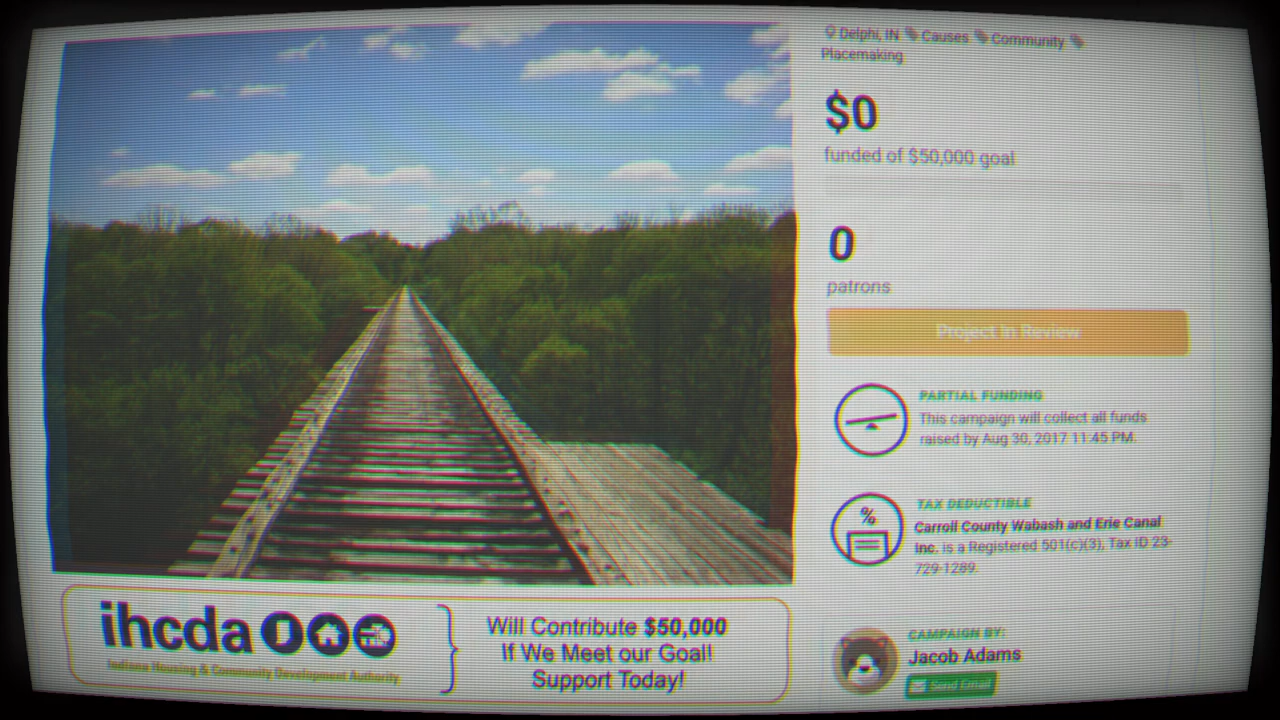 Delphi, IN Causes Community
Placemaking
$0
funded of $50,000 goal
0
patrons
Project In Review
PARTIAL FUNDING
This campaign will collect all funds
raised by Aug 30, 2017 11:45 PM.
TAX DEDUCTIBLE
Carroll County Wabash and Erie Canal
Inc. is a Registered 501(c)(3), Tax ID 23-
729-1289.
CAMPAIGN BY:
Jacob Adams
Send Email
ihcda
Indiana Housing & Community Development Authority
Will Contribute $50,000
If We Meet our Goal!
Support Today!